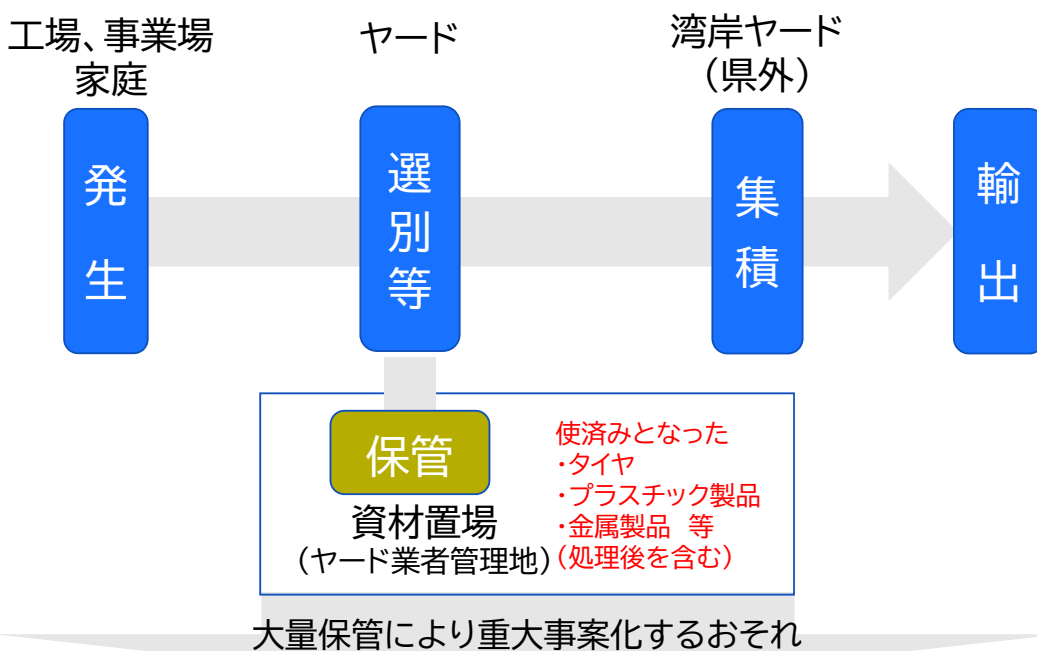 工場、事業場
家庭
ヤード
湾岸ヤード
（県外）
発生
選別等
集積
輸出
保管
資材置場
（ヤード業者管理地）
使済みとなった
・タイヤ
・プラスチック製品
・金属製品　等
（処理後を含む）
大量保管により重大事案化するおそれ